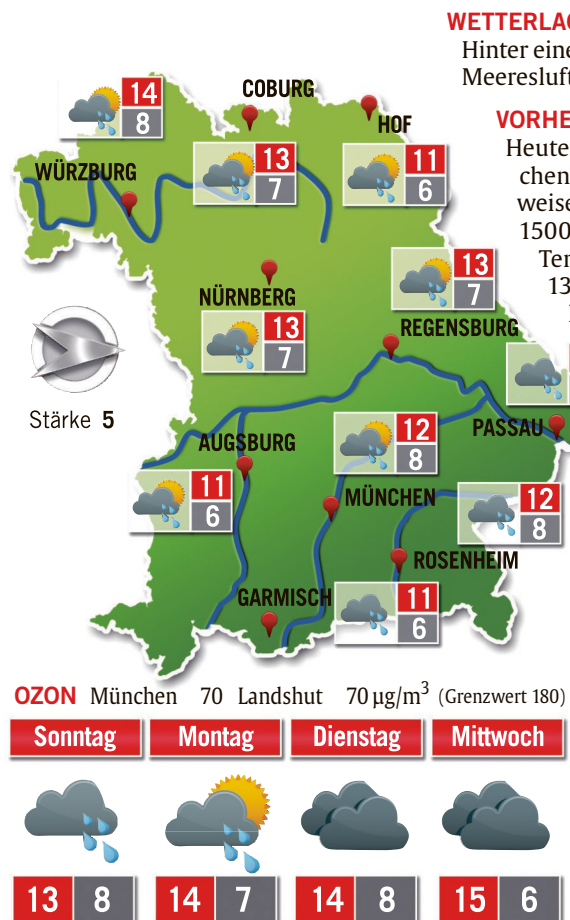 WETTERLAG
Hinter eine
Meeresluft
VORHE
Heute
chen
weise
1500
Ter
13
14
8
COBURG
HOF
WÜRZBURG
13
7
11
6
NÜRNBERG
13
7
13
7
REGENSBURG
Stärke 5
AUGSBURG
12
8
PASSAU
11
6
MÜNCHEN
12
8
ROSENHEIM
GARMISCH
11
6
OZON München 70 Landshut 70 µg/m³ (Grenzwert 180)
Sonntag Montag Dienstag Mittwoch
13 8 14 7 14 8 15 6